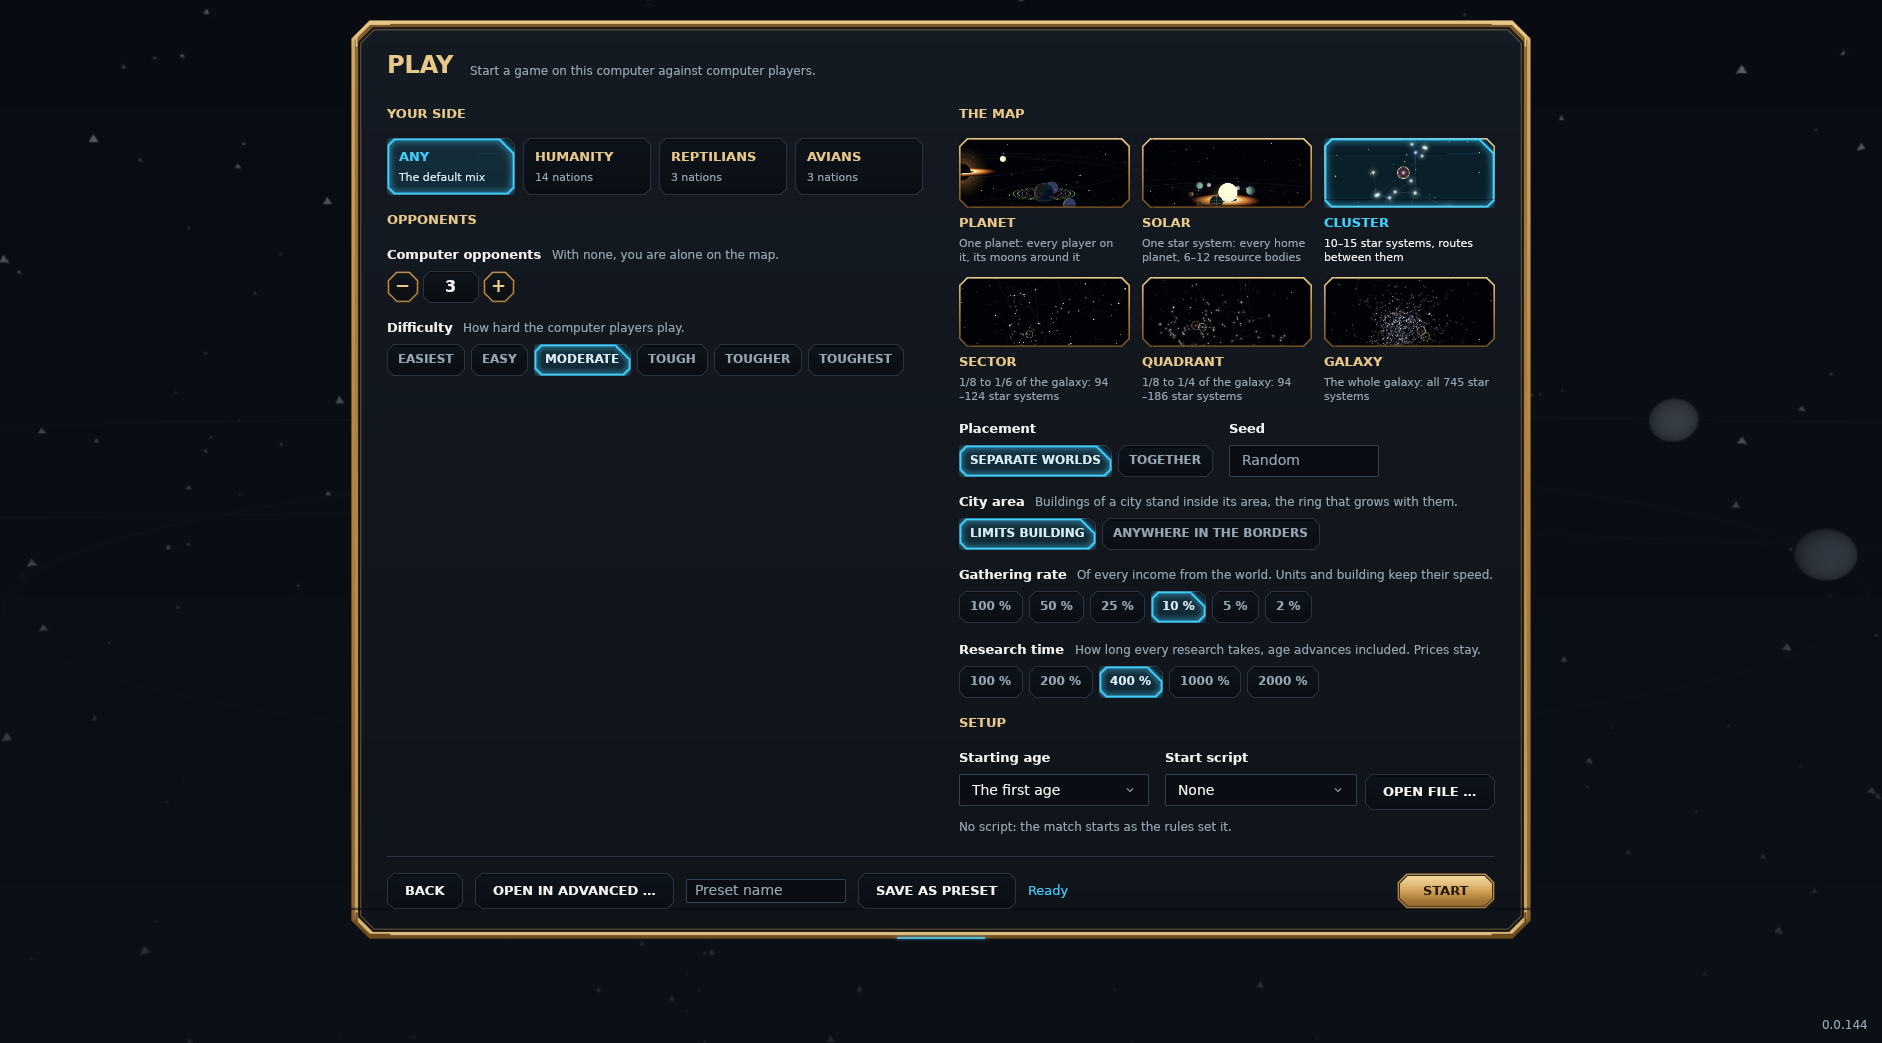 PLAY Start a game on this computer against computer players.
YOUR SIDE
ANY
The default mix
HUMANITY
14 nations
REPTILIANS
3 nations
AVIANS
3 nations
OPPONENTS
Computer opponents With none, you are alone on the map.
− 3 +
Difficulty How hard the computer players play.
EASIEST EASY MODERATE TOUGH TOUGHER TOUGHEST
THE MAP
PLANET
One planet: every player on
it, its moons around it
SOLAR
One star system: every home
planet, 6–12 resource bodies
CLUSTER
10–15 star systems, routes
between them
SECTOR
1/8 to 1/6 of the galaxy: 94
–124 star systems
QUADRANT
1/8 to 1/4 of the galaxy: 94
–186 star systems
GALAXY
The whole galaxy: all 745 star
systems
Placement
SEPARATE WORLDS TOGETHER
Seed
Random
City area Buildings of a city stand inside its area, the ring that grows with them.
LIMITS BUILDING ANYWHERE IN THE BORDERS
Gathering rate Of every income from the world. Units and building keep their speed.
100 % 50 % 25 % 10 % 5 % 2 %
Research time How long every research takes, age advances included. Prices stay.
100 % 200 % 400 % 1000 % 2000 %
SETUP
Starting age
The first age
Start script
None
OPEN FILE ...
No script: the match starts as the rules set it.
BACK OPEN IN ADVANCED ... Preset name SAVE AS PRESET Ready START
0.0.144